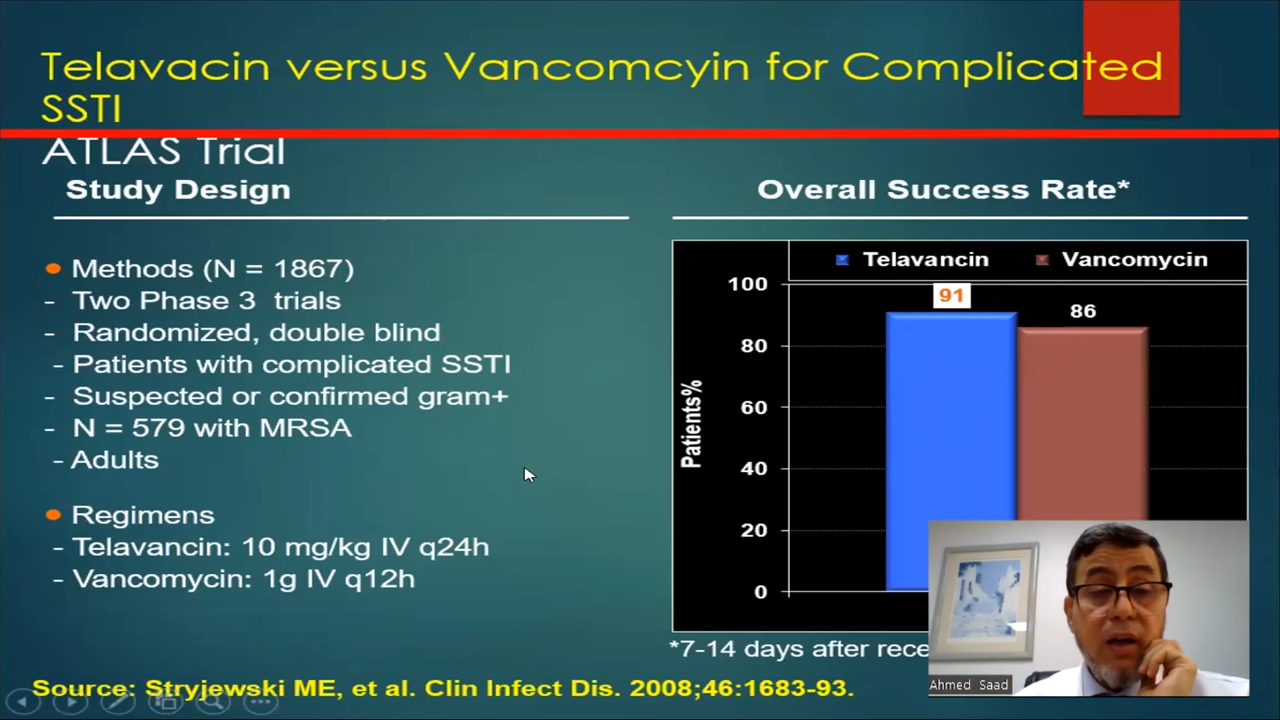 Telavacin versus Vancomcyin for Complicated
SSTI
ATLAS Trial
Study Design
● Methods (N = 1867)
- Two Phase 3 trials
- Randomized, double blind
- Patients with complicated SSTI
- Suspected or confirmed gram+
- N = 579 with MRSA
- Adults
● Regimens
- Telavancin: 10 mg/kg IV q24h
- Vancomycin: 1g IV q12h
Overall Success Rate*
Telavancin Vancomycin
Patients%
100
80
60
40
20
0
91
86
*7-14 days after
Source: Stryjewski ME, et al. Clin Infect Dis. 2008;46:1683-93.
Ahmed Saad